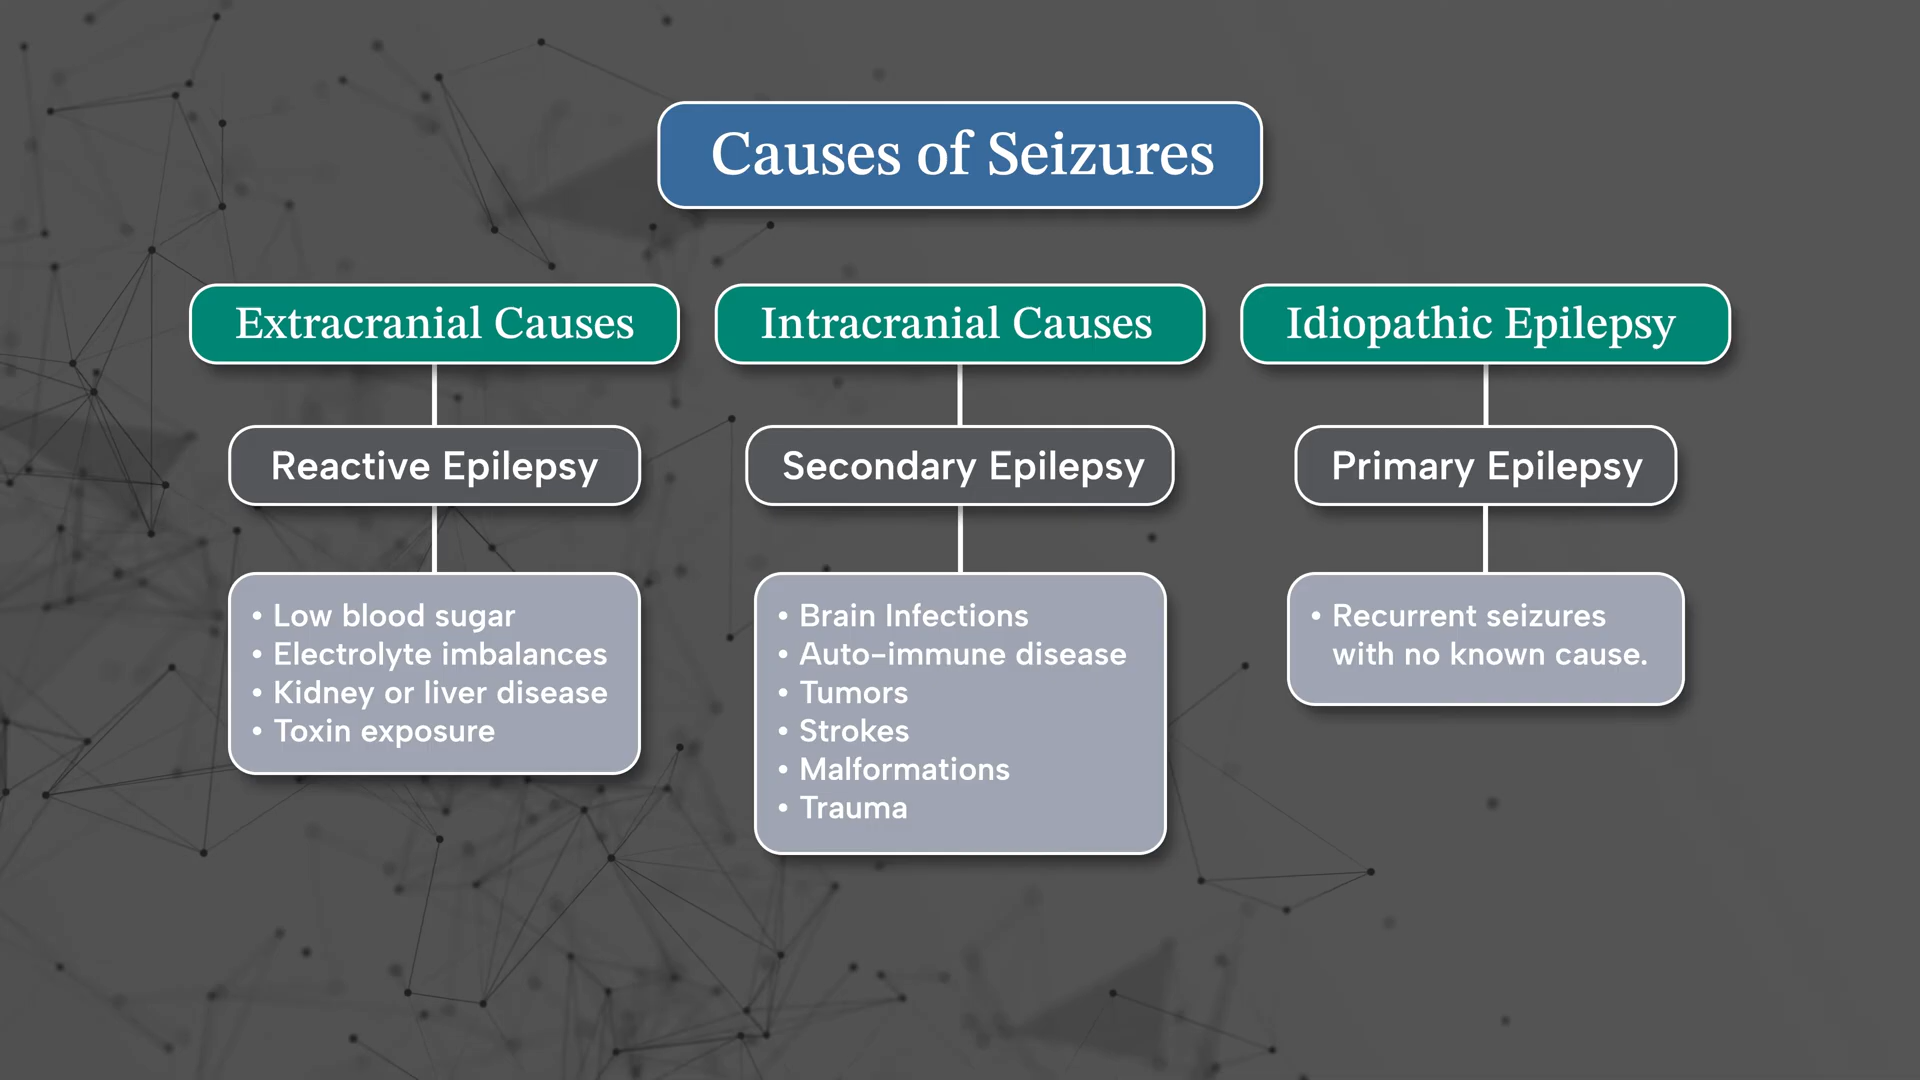 Causes of Seizures
Extracranial Causes
Reactive Epilepsy
• Low blood sugar
• Electrolyte imbalances
• Kidney or liver disease
• Toxin exposure
Intracranial Causes
Secondary Epilepsy
• Brain Infections
• Auto-immune disease
• Tumors
• Strokes
• Malformations
• Trauma
Idiopathic Epilepsy
Primary Epilepsy
• Recurrent seizures
with no known cause.